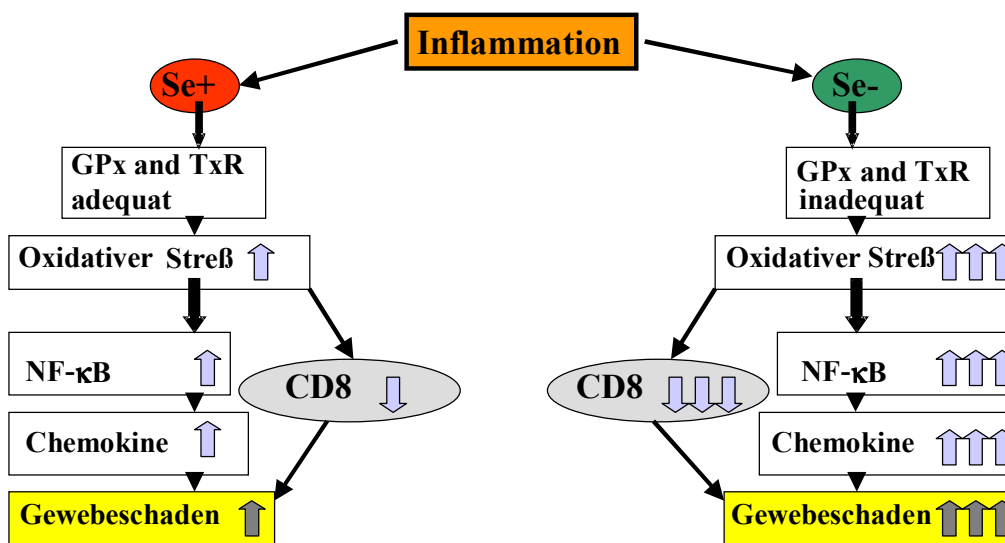 Inflammation
Se+
GPx and TxR
adequat
Oxidativer Streß
NF-κB
CD8
Chemokine
Gewebeschaden
Se-
GPx and TxR
inadequat
Oxidativer Streß
CD8
NF-κB
Chemokine
Gewebeschaden